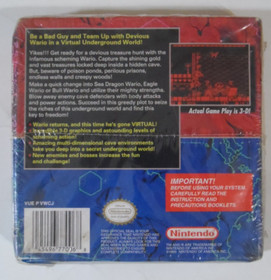 Be a Bad Guy and Team Up with Devious
Wario in a Virtual Underground World!
Yikes!!! Get ready for a devious treasure hunt with the
infamous scheming Wario. Capture the shining gold
and vast treasures locked deep inside a hidden cave.
But, beware of poison ponds, perilous prisons,
endless walls and creepy woods!
Make a quick change into Sea Dragon Wario, Eagle
Wario or Bull Wario and utilize their mighty strengths.
Blow away enemy cave defenders with body attacks
and power actions. Succeed in this greedy plot to seize
the riches of this underground world and find this
key to freedom!
Actual Game Play is 3-D!
• Wario returns, and this time he's gone VIRTUAL!
3-D graphics and astounding levels of
scheming action!
• Amazing multi-dimensional cave environments
take you deep into a secret underground world!
• New enemies and bosses increase the fun
and challenge!
IMPORTANT!
BEFORE USING YOUR SYSTEM,
CAREFULLY READ THE
INSTRUCTION AND
PRECAUTIONS BOOKLETS.
Nintendo